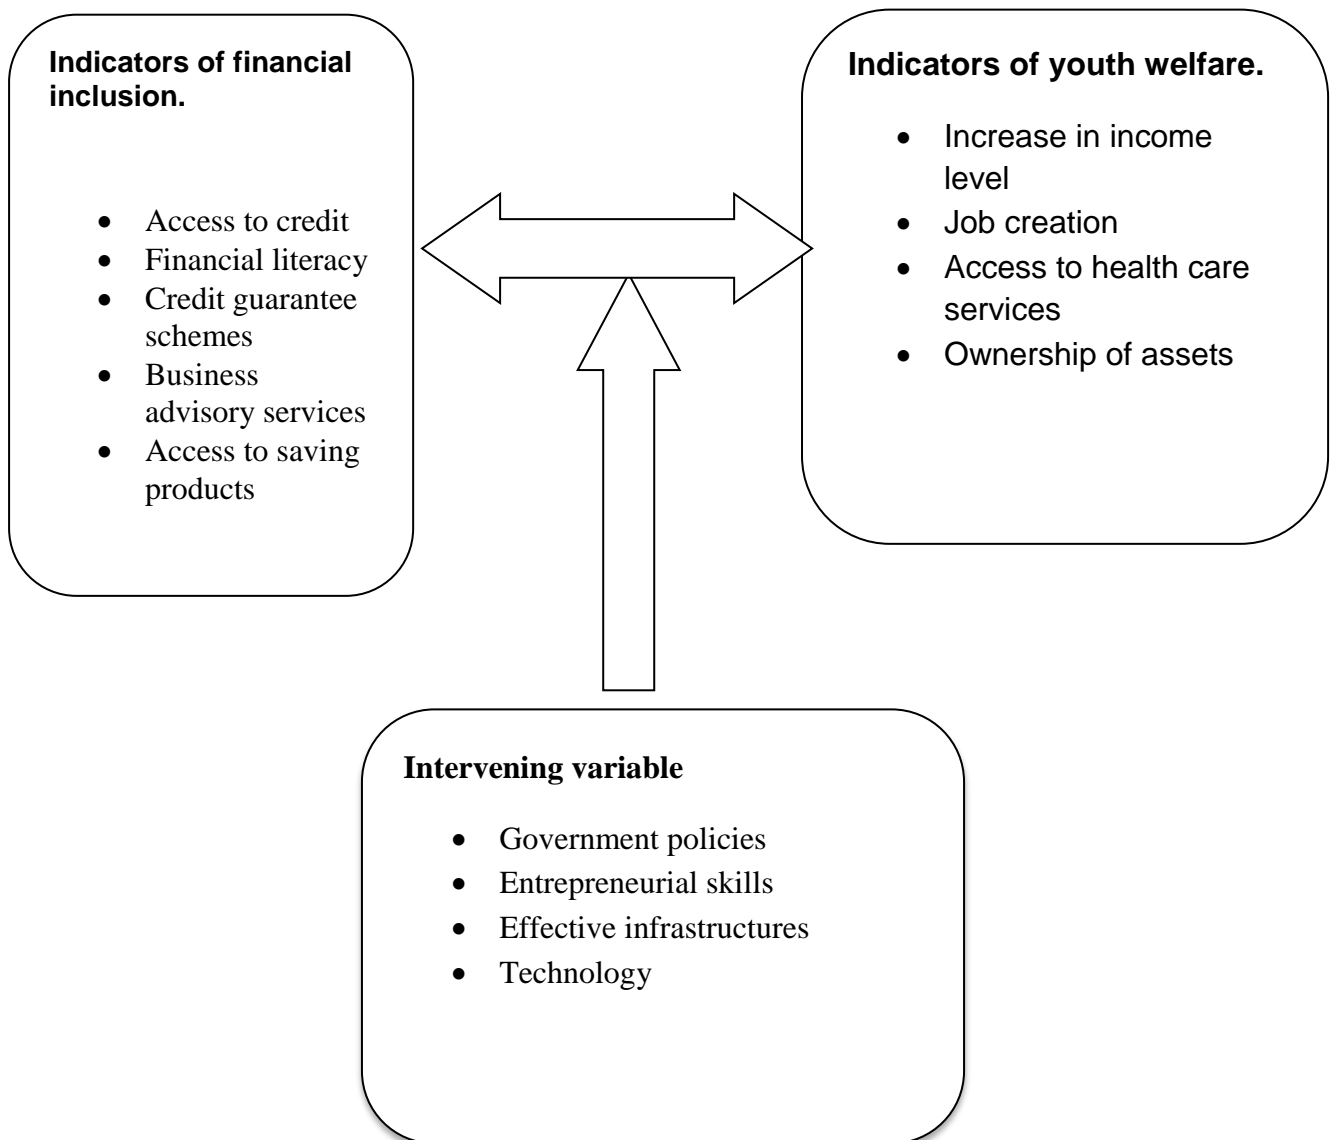 Indicators of financial
inclusion.
• Access to credit
• Financial literacy
• Credit guarantee
schemes
• Business
advisory services
• Access to saving
products
Indicators of youth welfare.
• Increase in income
level
• Job creation
• Access to health care
services
• Ownership of assets
Intervening variable
• Government policies
• Entrepreneurial skills
• Effective infrastructures
• Technology